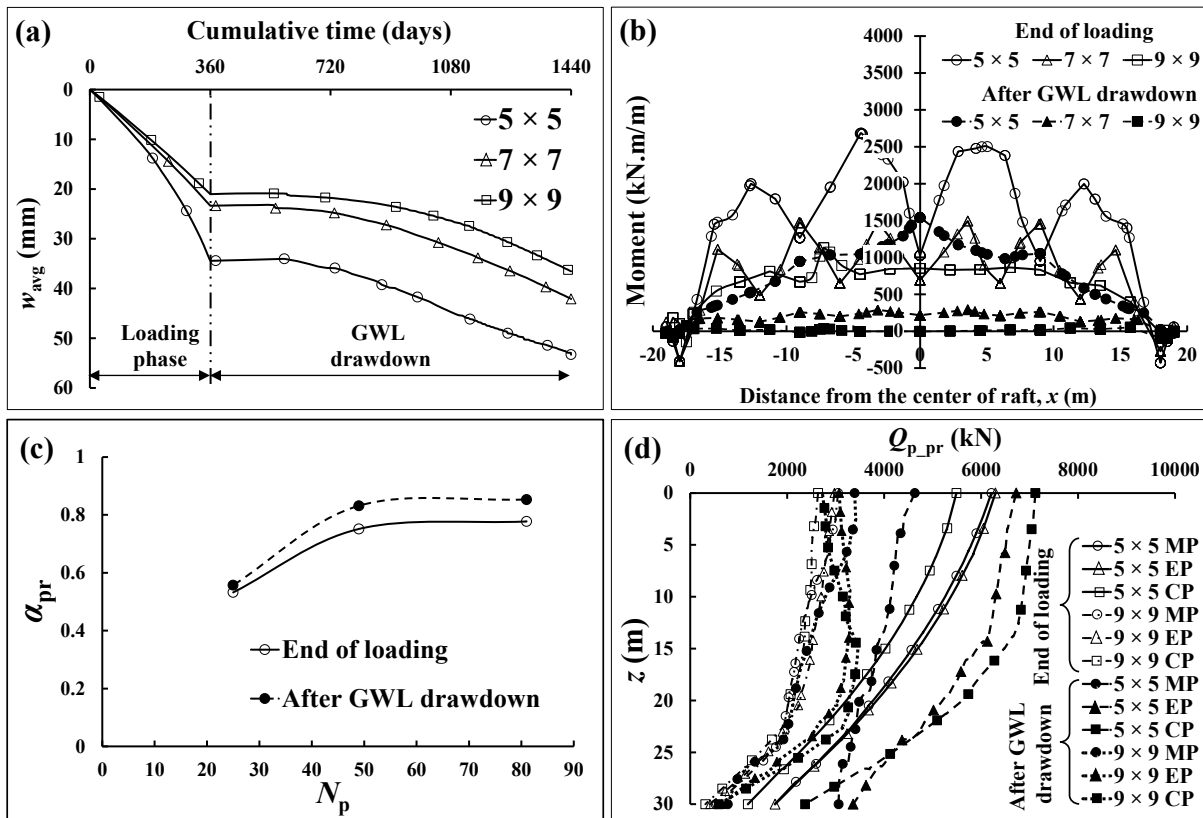 (a)
Cumulative time (days)
0 360 720 1080 1440
0
10
20
30
40
50
60
w_avg (mm)
5 × 5
7 × 7
9 × 9
Loading
phase
GWL
drawdown
(b)
End of loading
5 × 5 7 × 7 9 × 9
After GWL drawdown
5 × 5 7 × 7 9 × 9
Moment (kN.m/m)
4000
3500
3000
2500
2000
1500
1000
500
0
-500
-20 -15 -10 -5 0 5 10 15 20
Distance from the center of raft, x (m)
(c)
1
0.8
0.6
0.4
0.2
0
α_pr
End of loading
After GWL drawdown
0 10 20 30 40 50 60 70 80 90
N_p
(d)
Q_p_pr (kN)
0 2000 4000 6000 8000 10000
0
5
10
15
20
25
30
z (m)
End of loading
5 × 5 MP
5 × 5 EP
5 × 5 CP
9 × 9 MP
9 × 9 EP
9 × 9 CP
After GWL
drawdown
5 × 5 MP
5 × 5 EP
5 × 5 CP
9 × 9 MP
9 × 9 EP
9 × 9 CP